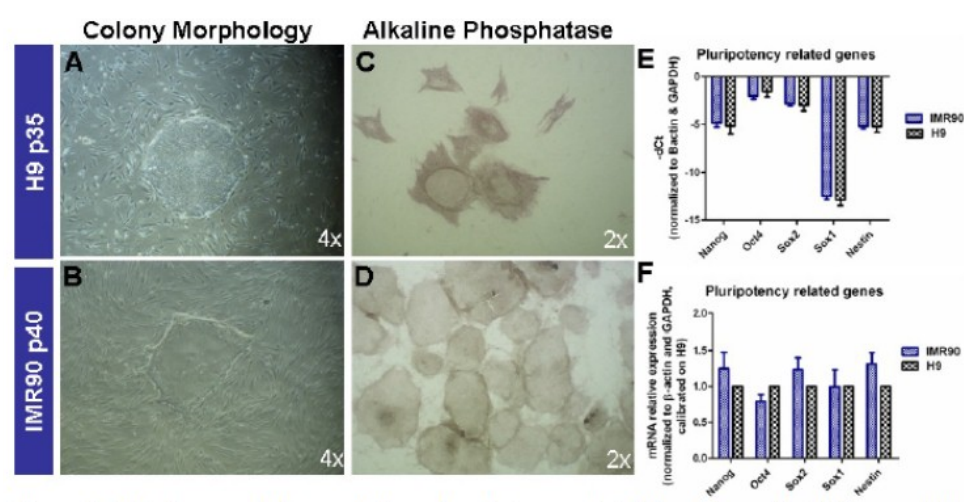 Colony Morphology
Alkaline Phosphatase
H9 p35
IMR90 p40
A
4x
C
2x
B
4x
D
2x
E
Pluripotency related genes
-dCt
(normalized to Bactin & GAPDH)
0
-5
-10
-15
Nanog
Oct4
Sox2
Sox1
Nestin
IMR90
H9
F
Pluripotency related genes
mRNA relative expression
(normalized to β-actin and GAPDH,
calibrated on H9)
2.0
1.5
1.0
0.5
0.0
Nanog
Oct4
Sox2
Sox1
Nestin
IMR90
H9